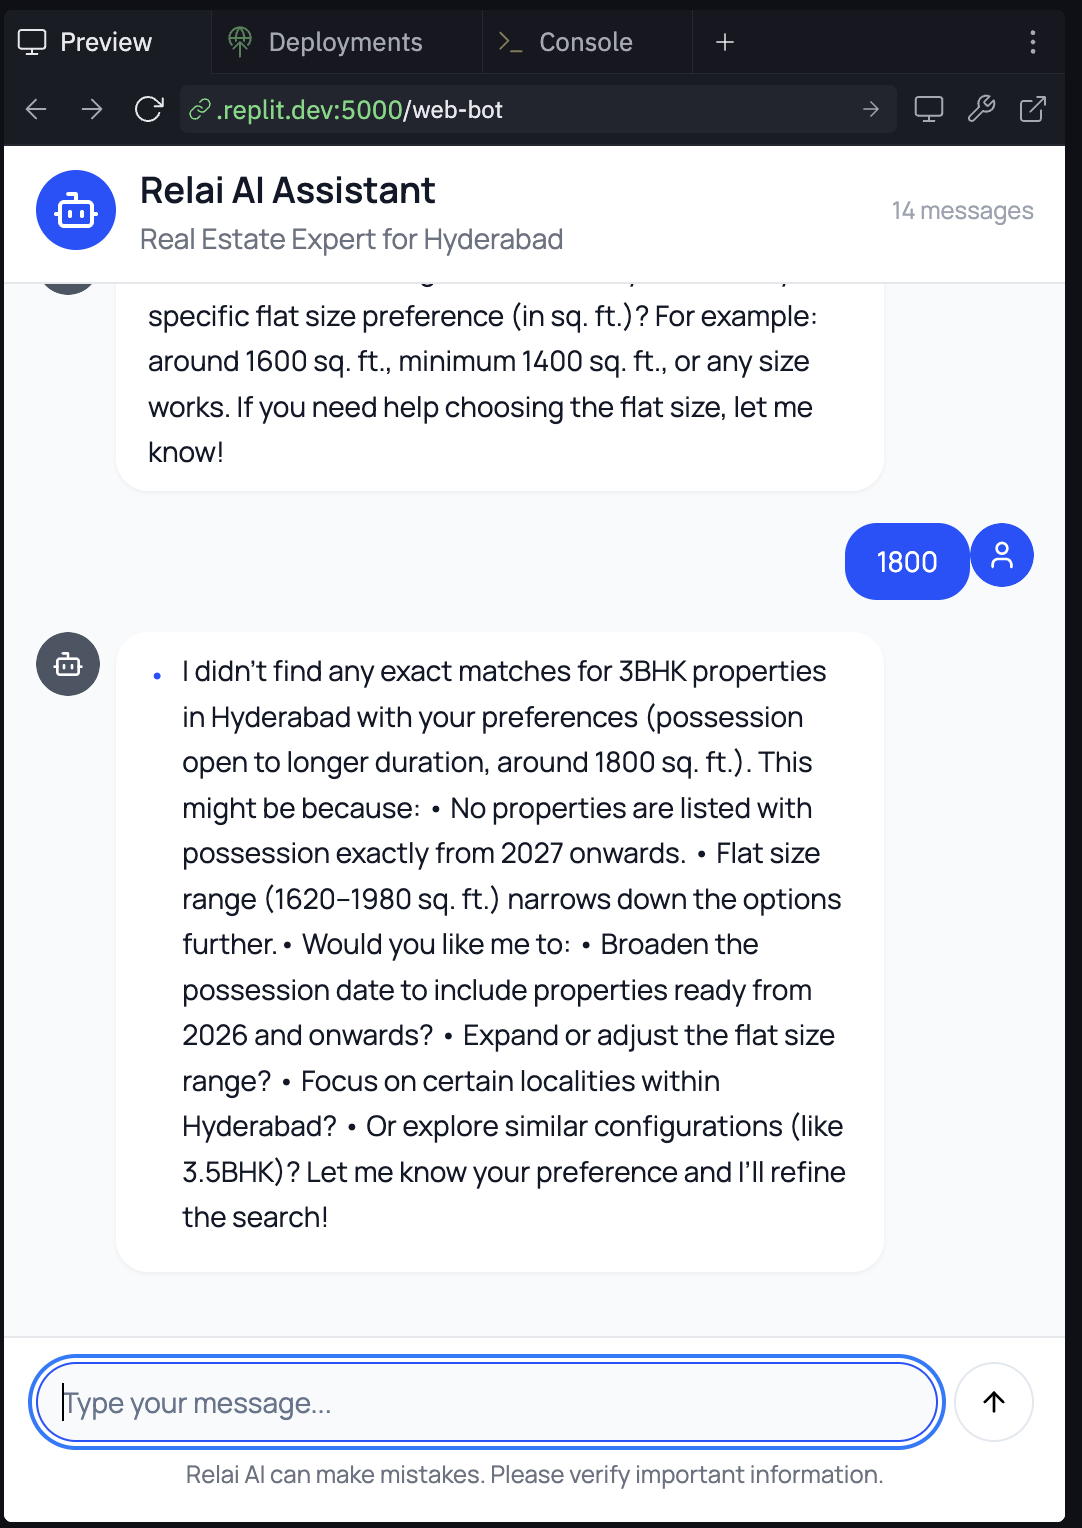 Preview
Deployments
Console
.replit.dev:5000/web-bot
Relai AI Assistant
Real Estate Expert for Hyderabad
14 messages
specific flat size preference (in sq. ft.)? For example:
around 1600 sq. ft., minimum 1400 sq. ft., or any size
works. If you need help choosing the flat size, let me
know!
1800
• I didn't find any exact matches for 3BHK properties
in Hyderabad with your preferences (possession
open to longer duration, around 1800 sq. ft.). This
might be because: • No properties are listed with
possession exactly from 2027 onwards. • Flat size
range (1620–1980 sq. ft.) narrows down the options
further. • Would you like me to: • Broaden the
possession date to include properties ready from
2026 and onwards? • Expand or adjust the flat size
range? • Focus on certain localities within
Hyderabad? • Or explore similar configurations (like
3.5BHK)? Let me know your preference and I'll refine
the search!
Type your message...
Relai AI can make mistakes. Please verify important information.